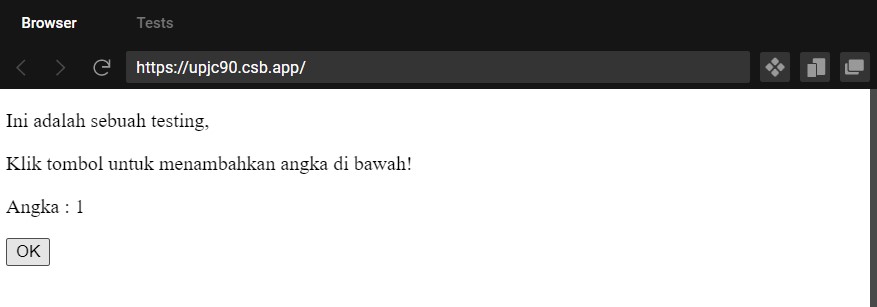 Browser Tests
https://upjc90.csb.app/
Ini adalah sebuah testing,
Klik tombol untuk menambahkan angka di bawah!
Angka : 1
OK